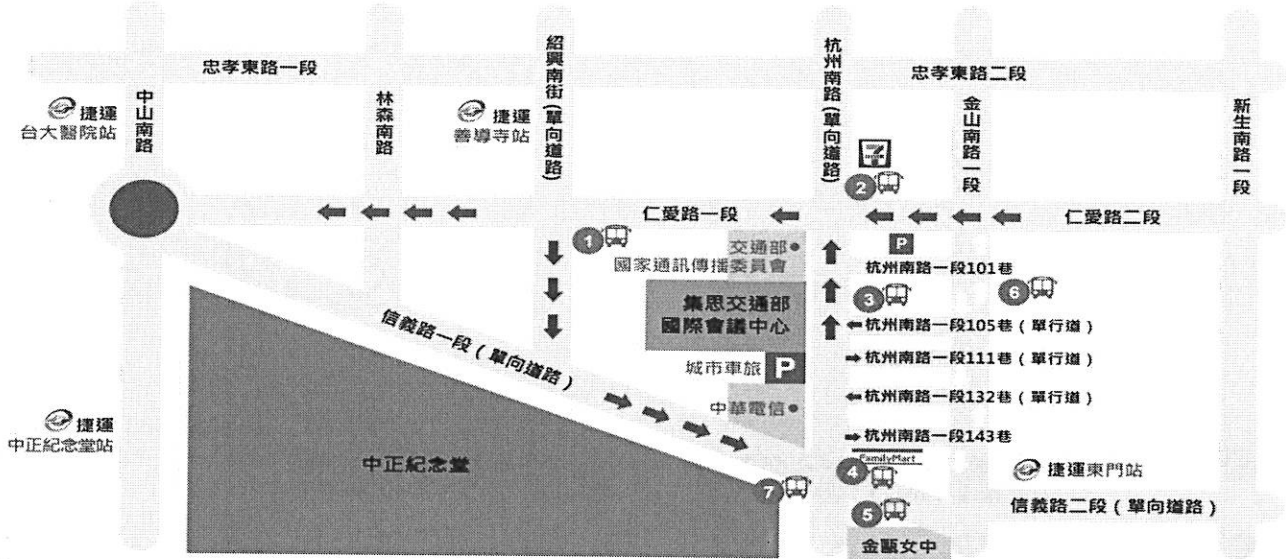 忠孝東路一段
忠孝東路二段
中山南路
林森南路
紹興南街(單向道路)
杭州南路(單向道路)
金山南路一段
新生南路一段
捷運
台大醫院站
捷運
善導寺站
7
2
仁愛路一段
仁愛路二段
1
交通部
國家通訊傳播委員會
P
杭州南路一段101巷
集思交通部
國際會議中心
3
6
杭州南路一段105巷(單行道)
信義路一段(單向道路)
城市車旅 P
杭州南路一段111巷(單行道)
中華電信
杭州南路一段132巷(單行道)
捷運
中正紀念堂站
杭州南路一段143巷
FamilyMart
中正紀念堂
7
4
捷運東門站
5
信義路二段(單向道路)
金甌女中